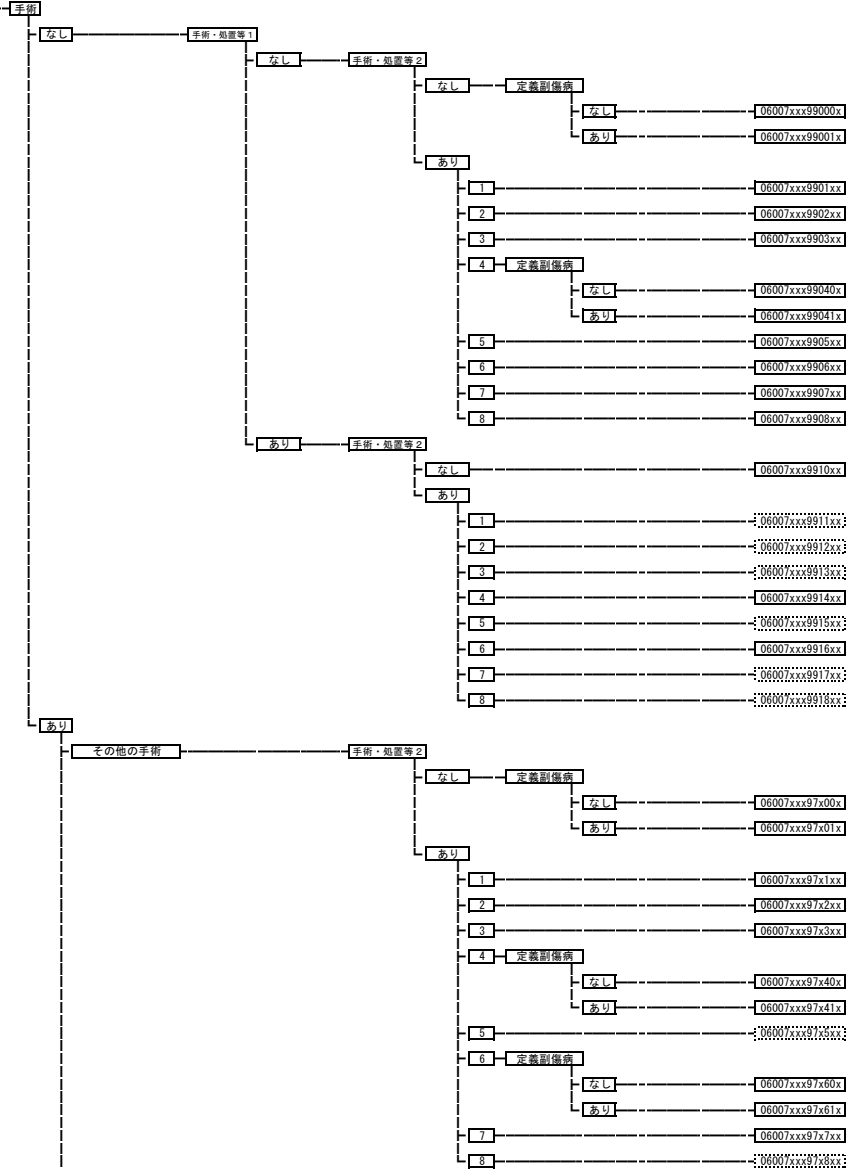 手術
なし 手術・処置等1
なし 手術・処置等2
なし 定義副傷病
なし 06007xxx99000x
あり 06007xxx99001x
あり
1 06007xxx9901xx
2 06007xxx9902xx
3 06007xxx9903xx
4 定義副傷病
なし 06007xxx99040x
あり 06007xxx99041x
5 06007xxx9905xx
6 06007xxx9906xx
7 06007xxx9907xx
8 06007xxx9908xx
あり 手術・処置等2
なし 06007xxx9910xx
あり
1 06007xxx9911xx
2 06007xxx9912xx
3 06007xxx9913xx
4 06007xxx9914xx
5 06007xxx9915xx
6 06007xxx9916xx
7 06007xxx9917xx
8 06007xxx9918xx
あり
その他の手術 手術・処置等2
なし 定義副傷病
なし 06007xxx97x00x
あり 06007xxx97x01x
あり
1 06007xxx97x1xx
2 06007xxx97x2xx
3 06007xxx97x3xx
4 定義副傷病
なし 06007xxx97x40x
あり 06007xxx97x41x
5 06007xxx97x5xx
6 定義副傷病
なし 06007xxx97x60x
あり 06007xxx97x61x
7 06007xxx97x7xx
8 06007xxx97x8xx